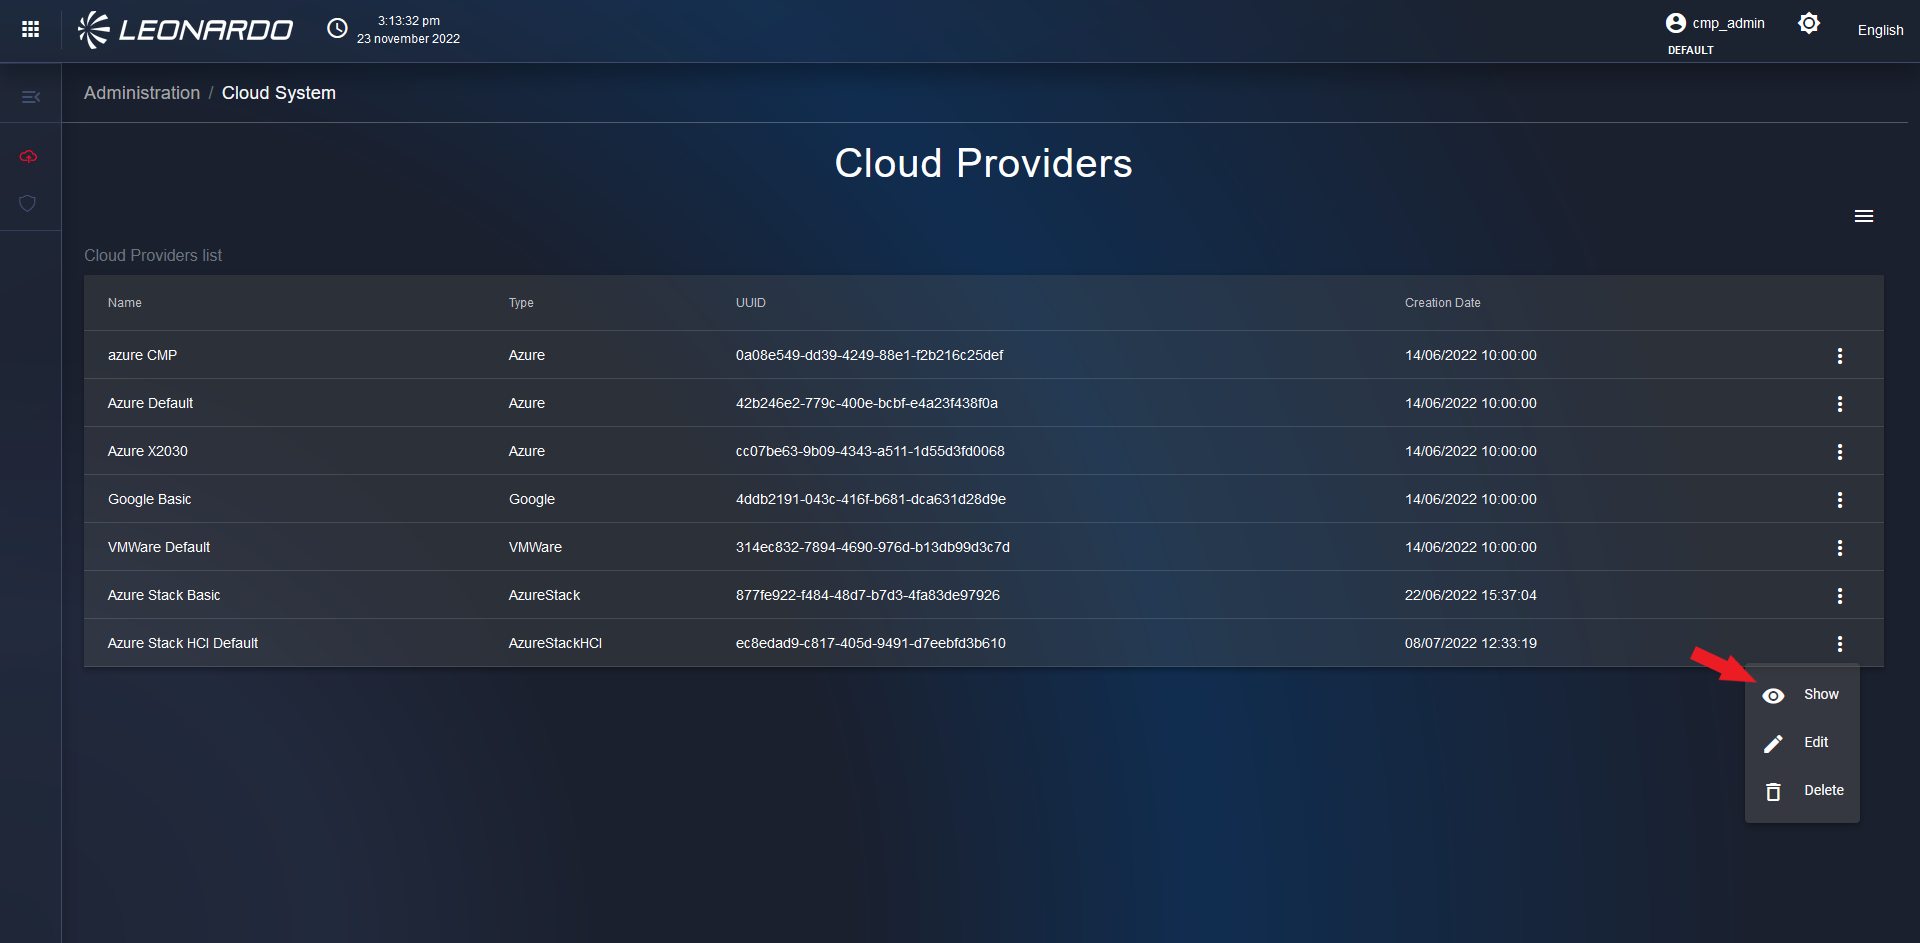 LEONARDO
3:13:32 pm
23 november 2022
cmp_admin
DEFAULT
English
Administration / Cloud System
Cloud Providers
Cloud Providers list
Name Type UUID Creation Date
azure CMP Azure 0a08e549-dd39-4249-88e1-f2b216c25def 14/06/2022 10:00:00
Azure Default Azure 42b246e2-779c-400e-bcbf-e4a23f438f0a 14/06/2022 10:00:00
Azure X2030 Azure cc07be63-9b09-4343-a511-1d55d3fd0068 14/06/2022 10:00:00
Google Basic Google 4ddb2191-043c-416f-b681-dca631d28d9e 14/06/2022 10:00:00
VMWare Default VMWare 314ec832-7894-4690-976d-b13db99d3c7d 14/06/2022 10:00:00
Azure Stack Basic AzureStack 877fe922-f484-48d7-b7d3-4fa83de97926 22/06/2022 15:37:04
Azure Stack HCI Default AzureStackHCI ec8edad9-c817-405d-9491-d7eebfd3b610 08/07/2022 12:33:19
Show
Edit
Delete